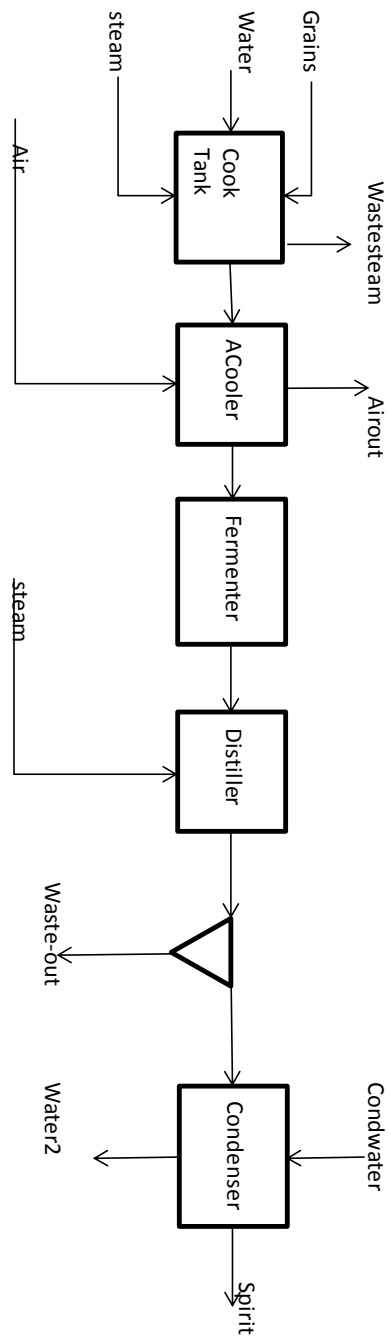 Wastesteam
Airout
Condwater
Grains
Water
Cook
Tank
ACooler
Fermenter
Distiller
Condenser
Spirit
steam
Waste-out
Water2
Air
steam